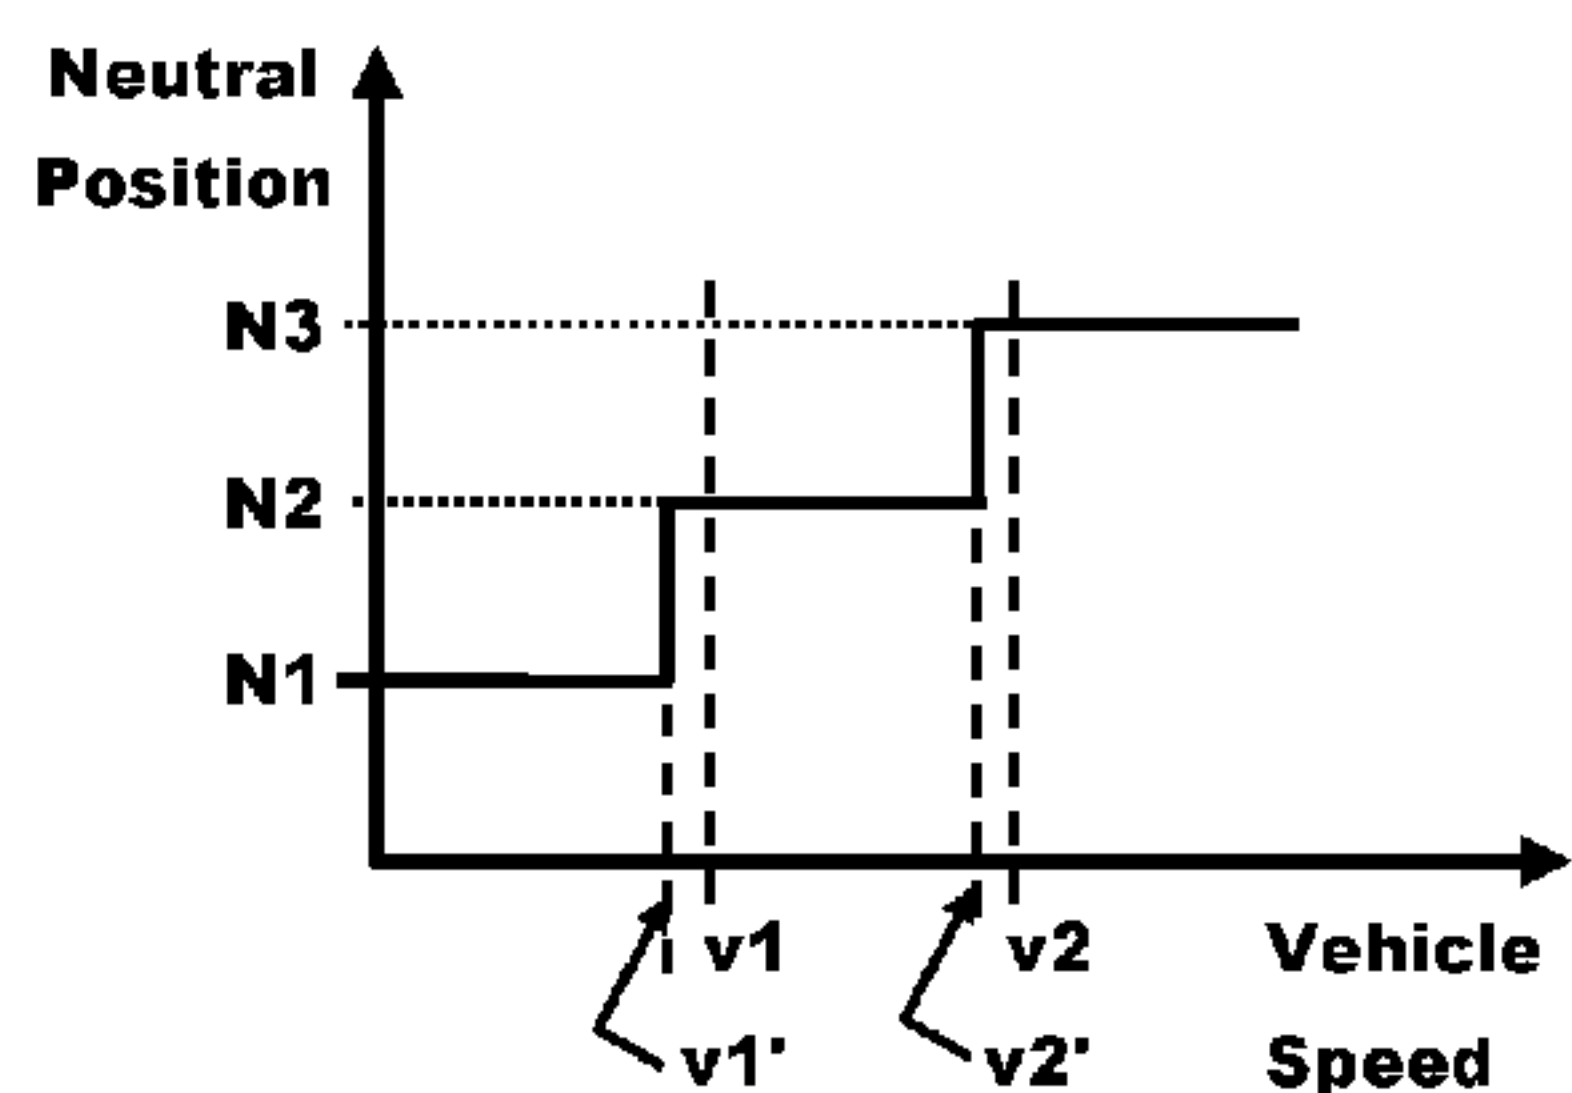 Neutral
Position
N3
N2
N1
v1
v2
Vehicle
v1'
v2'
Speed